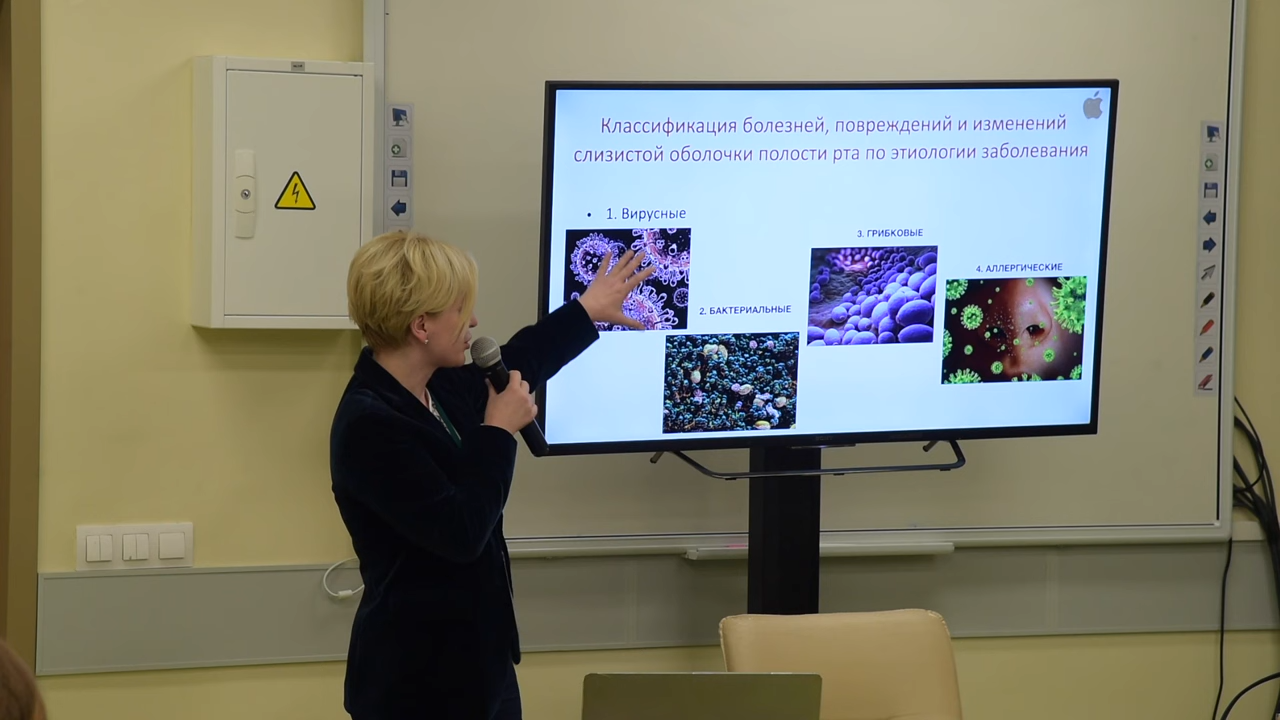 Классификация болезней, повреждений и изменений
слизистой оболочки полости рта по этиологии заболевания
• 1. Вирусные
2. БАКТЕРИАЛЬНЫЕ
3. ГРИБКОВЫЕ
4. АЛЛЕРГИЧЕСКИЕ